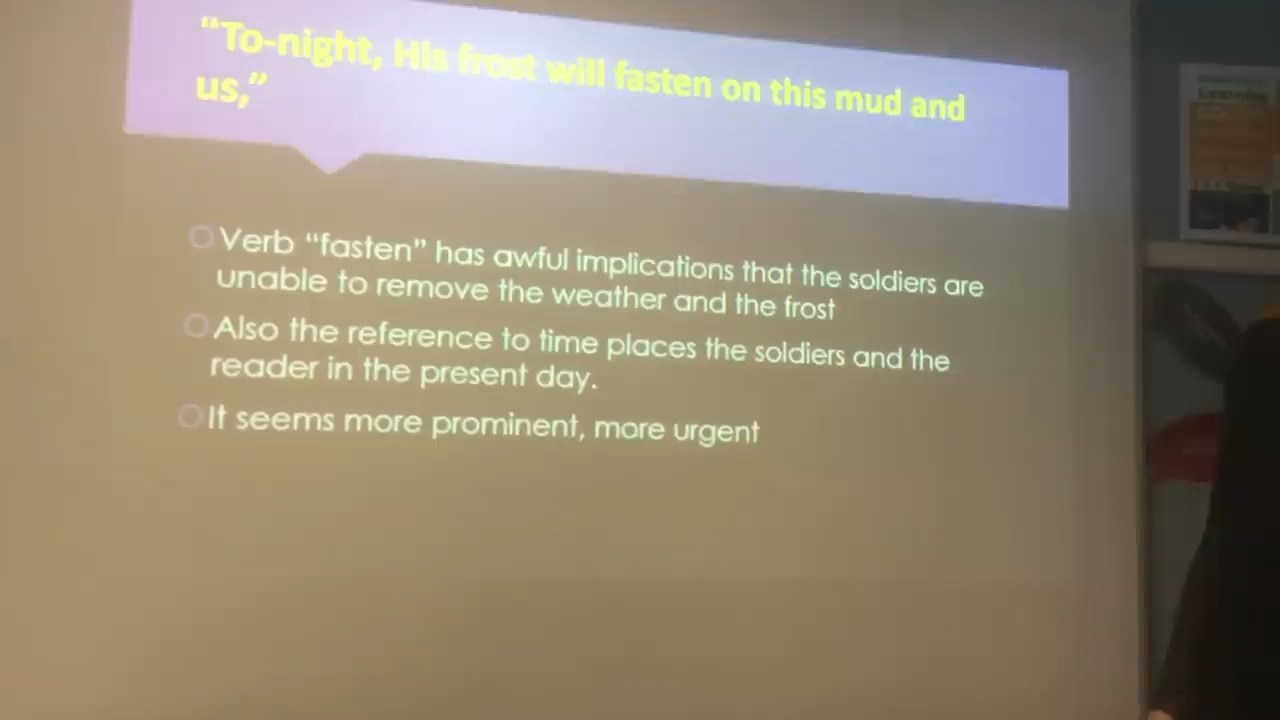 “To-night, His frost will fasten on this mud and
us,”
Verb “fasten” has awful implications that the soldiers are
unable to remove the weather and the frost
Also the reference to time places the soldiers and the
reader in the present day.
It seems more prominent, more urgent
Learning